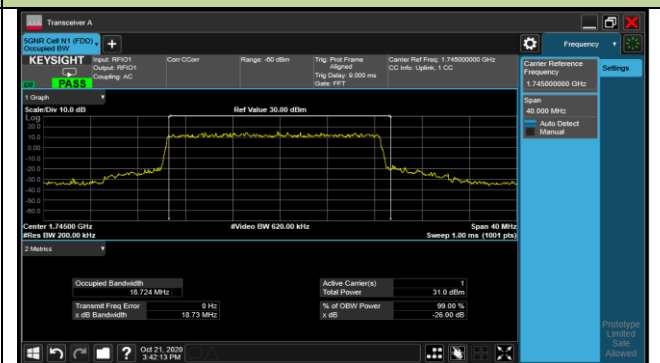 Transceiver A
5GNR Cell N1 (FDD)
Occupied BW
+
Frequency
KEYSIGHT
PASS
Input: RFIO1
Output: RFIO1
Coupling: AC
Corr CCorr
Range: -60 dBm
Trig: Prot Frame
Aligned
Trig Delay: 0.000 ms
Gate: FFT
Carrier Ref Freq: 1.745000000 GHz
CC Info: Uplink, 1 CC
Carrier Reference
Frequency
1.745000000 GHz
Settings
Span
40.000 MHz
Auto Detect
Manual
1 Graph
Scale/Div 10.0 dB
Ref Value 30.00 dBm
Log
20.0
10.0
0.00
-10.0
-20.0
-30.0
-40.0
-50.0
-60.0
Center 1.74500 GHz
#Video BW 620.00 kHz
Span 40 MHz
#Res BW 200.00 kHz
Sweep 1.00 ms (1001 pts)
2 Metrics
Occupied Bandwidth
18.724 MHz
Transmit Freq Error 0 Hz
x dB Bandwidth 18.73 MHz
Active Carrier(s) 1
Total Power 31.0 dBm
% of OBW Power 99.00 %
x dB -26.00 dB
Prototype
Limited
Sale
Allowed
?
Oct 21, 2020
3:42:13 PM